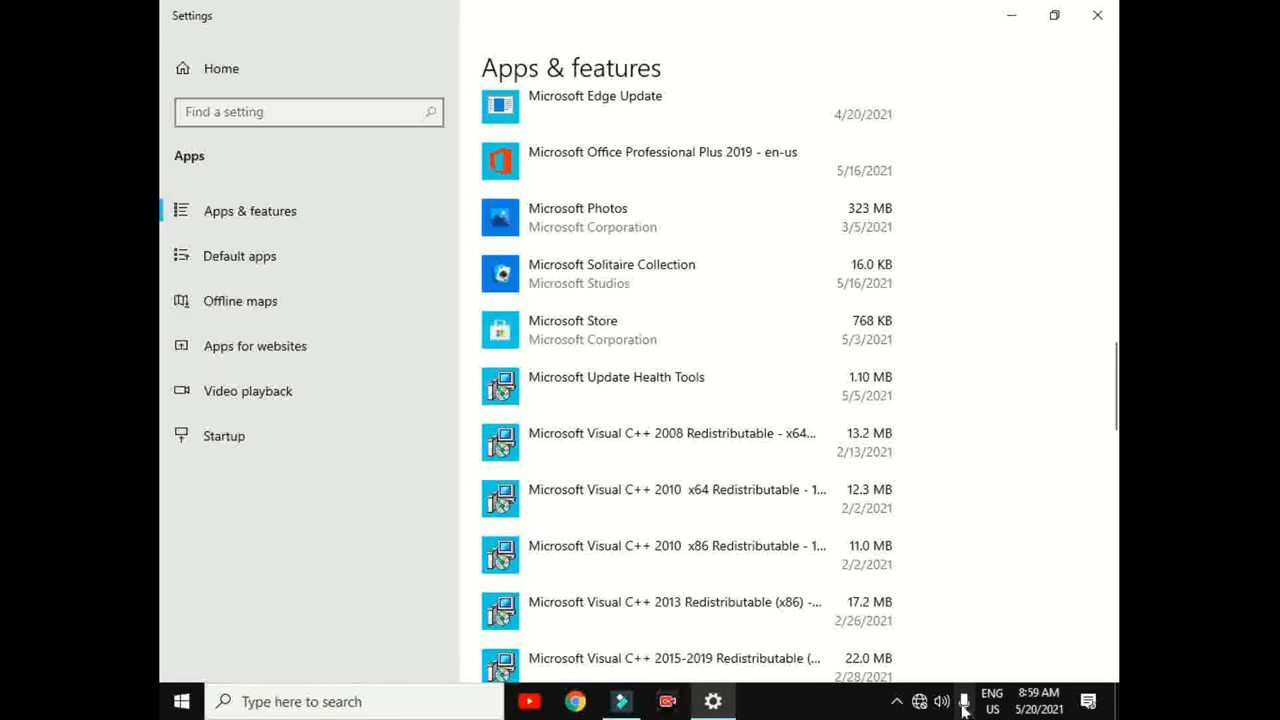 Settings
Home
Find a setting
Apps
Apps & features
Default apps
Offline maps
Apps for websites
Video playback
Startup
Apps & features
Microsoft Edge Update
4/20/2021
Microsoft Office Professional Plus 2019 - en-us
5/16/2021
Microsoft Photos 323 MB
Microsoft Corporation 3/5/2021
Microsoft Solitaire Collection 16.0 KB
Microsoft Studios 5/16/2021
Microsoft Store 768 KB
Microsoft Corporation 5/3/2021
Microsoft Update Health Tools 1.10 MB
5/5/2021
Microsoft Visual C++ 2008 Redistributable - x64... 13.2 MB
2/13/2021
Microsoft Visual C++ 2010 x64 Redistributable - 1... 12.3 MB
2/2/2021
Microsoft Visual C++ 2010 x86 Redistributable - 1... 11.0 MB
2/2/2021
Microsoft Visual C++ 2013 Redistributable (x86) -... 17.2 MB
2/26/2021
Microsoft Visual C++ 2015-2019 Redistributable (... 22.0 MB
2/28/2021
Type here to search
ENG 8:59 AM
US 5/20/2021